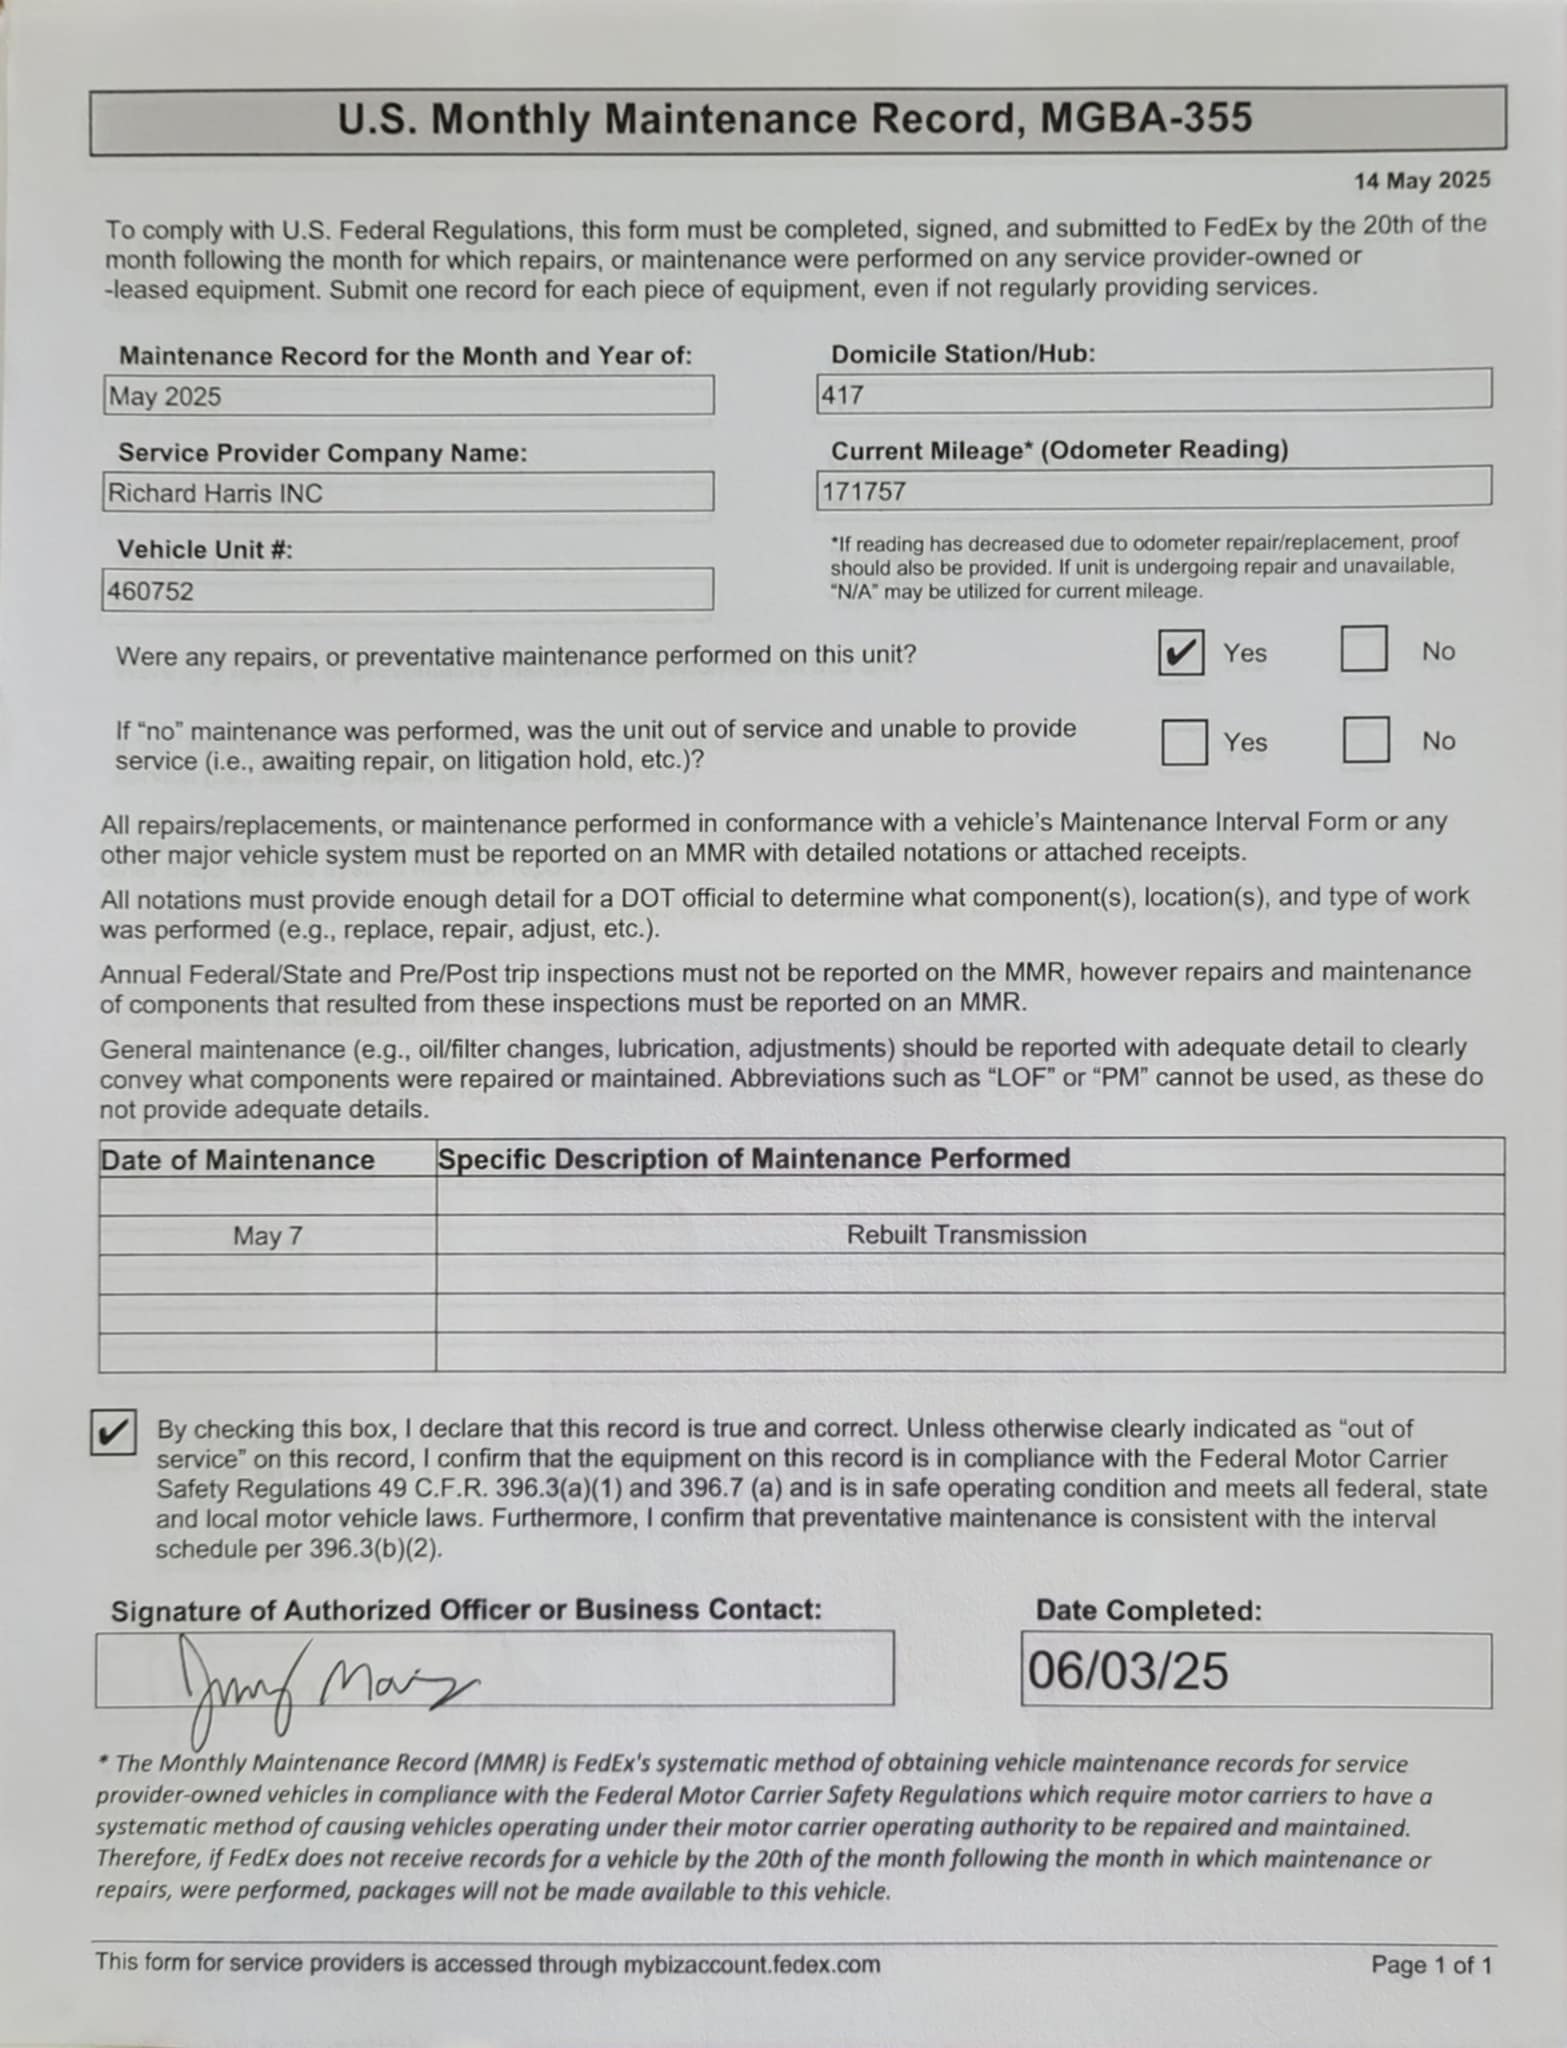 U.S. Monthly Maintenance Record, MGBA-355
14 May 2025
To comply with U.S. Federal Regulations, this form must be completed, signed, and submitted to FedEx by the 20th of the
month following the month for which repairs, or maintenance were performed on any service provider-owned or
-leased equipment. Submit one record for each piece of equipment, even if not regularly providing services.
Maintenance Record for the Month and Year of:
May 2025
Domicile Station/Hub:
417
Service Provider Company Name:
Richard Harris INC
Current Mileage* (Odometer Reading)
171757
Vehicle Unit #:
460752
*If reading has decreased due to odometer repair/replacement, proof
should also be provided. If unit is undergoing repair and unavailable,
“N/A” may be utilized for current mileage.
Were any repairs, or preventative maintenance performed on this unit? ✔ Yes No
If “no” maintenance was performed, was the unit out of service and unable to provide
service (i.e., awaiting repair, on litigation hold, etc.)? Yes No
All repairs/replacements, or maintenance performed in conformance with a vehicle’s Maintenance Interval Form or any
other major vehicle system must be reported on an MMR with detailed notations or attached receipts.
All notations must provide enough detail for a DOT official to determine what component(s), location(s), and type of work
was performed (e.g., replace, repair, adjust, etc.).
Annual Federal/State and Pre/Post trip inspections must not be reported on the MMR, however repairs and maintenance
of components that resulted from these inspections must be reported on an MMR.
General maintenance (e.g., oil/filter changes, lubrication, adjustments) should be reported with adequate detail to clearly
convey what components were repaired or maintained. Abbreviations such as “LOF” or “PM” cannot be used, as these do
not provide adequate details.
Date of Maintenance Specific Description of Maintenance Performed
May 7 Rebuilt Transmission
✔ By checking this box, I declare that this record is true and correct. Unless otherwise clearly indicated as “out of
service” on this record, I confirm that the equipment on this record is in compliance with the Federal Motor Carrier
Safety Regulations 49 C.F.R. 396.3(a)(1) and 396.7 (a) and is in safe operating condition and meets all federal, state
and local motor vehicle laws. Furthermore, I confirm that preventative maintenance is consistent with the interval
schedule per 396.3(b)(2).
Signature of Authorized Officer or Business Contact:
Date Completed:
06/03/25
* The Monthly Maintenance Record (MMR) is FedEx's systematic method of obtaining vehicle maintenance records for service
provider-owned vehicles in compliance with the Federal Motor Carrier Safety Regulations which require motor carriers to have a
systematic method of causing vehicles operating under their motor carrier operating authority to be repaired and maintained.
Therefore, if FedEx does not receive records for a vehicle by the 20th of the month following the month in which maintenance or
repairs, were performed, packages will not be made available to this vehicle.
This form for service providers is accessed through mybizaccount.fedex.com
Page 1 of 1